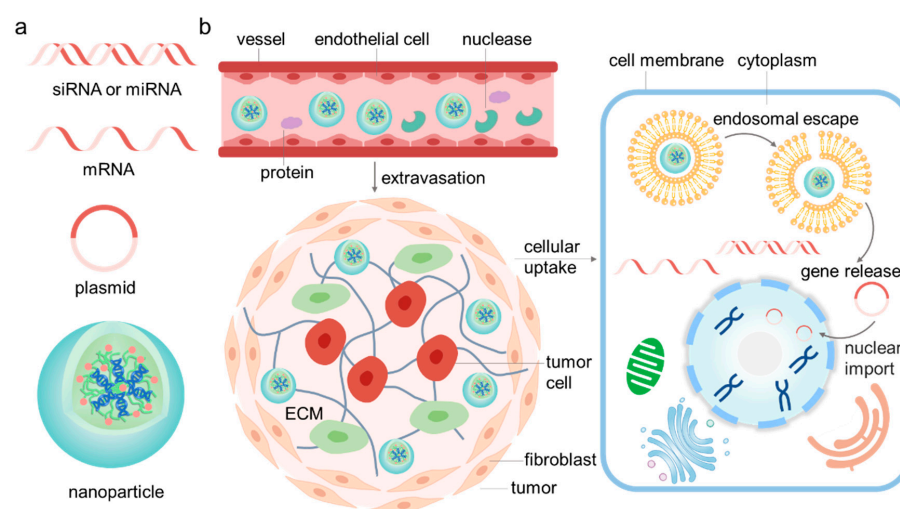 a
siRNA or miRNA
mRNA
plasmid
nanoparticle
b
vessel
endothelial cell
nuclease
protein
extravasation
ECM
cellular
uptake
tumor
cell
fibroblast
tumor
cell membrane
cytoplasm
endosomal escape
gene release
nuclear
import